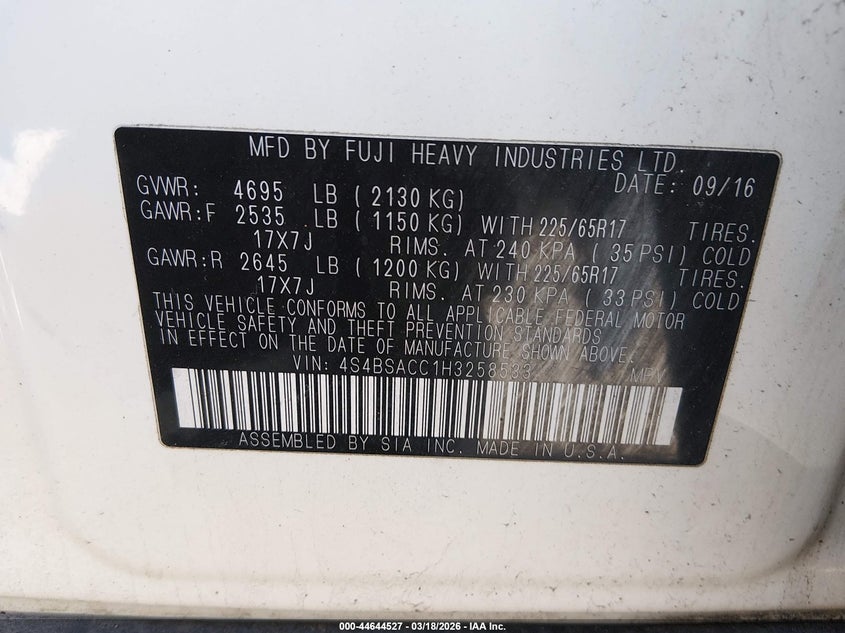 MFD BY FUJI HEAVY INDUSTRIES LTD.
DATE: 09/16
GVWR: 4695 LB ( 2130 KG)
GAWR:F 2535 LB ( 1150 KG) WITH 225/65R17 TIRES.
17X7J RIMS. AT 240 KPA ( 35 PSI) COLD
GAWR:R 2645 LB ( 1200 KG) WITH 225/65R17 TIRES.
17X7J RIMS. AT 230 KPA ( 33 PSI) COLD
THIS VEHICLE CONFORMS TO ALL APPLICABLE FEDERAL MOTOR
VEHICLE SAFETY AND THEFT PREVENTION STANDARDS
IN EFFECT ON THE DATE OF MANUFACTURE SHOWN ABOVE.
VIN: 4S4BSACC1H3258533 MPV
ASSEMBLED BY SIA INC. MADE IN U.S.A.
000-44644527 - 03/18/2026 - IAA Inc.